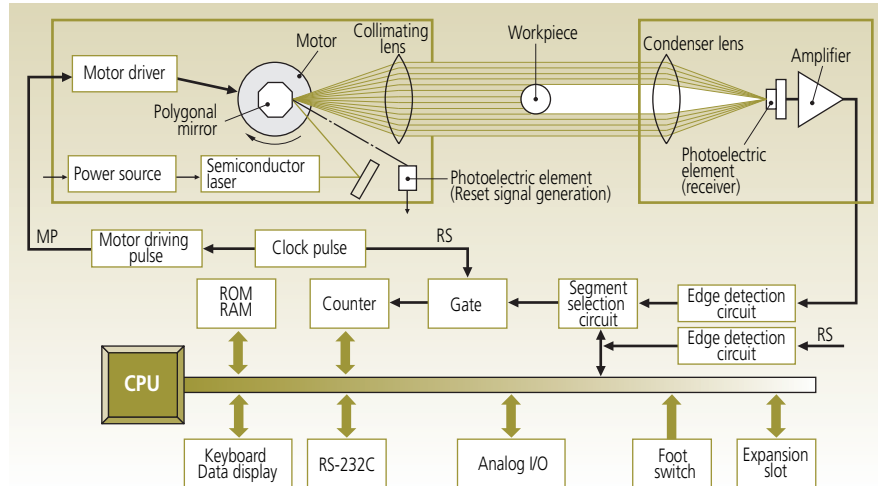 Motor
Collimating
lens
Workpiece
Condenser lens
Amplifier
Motor driver
Polygonal
mirror
Power source
Semiconductor
laser
Photoelectric element
(Reset signal generation)
Photoelectric
element
(receiver)
MP
Motor driving
pulse
Clock pulse
RS
ROM
RAM
Counter
Gate
Segment
selection
circuit
Edge detection
circuit
Edge detection
circuit
RS
CPU
Keyboard
Data display
RS-232C
Analog I/O
Foot
switch
Expansion
slot